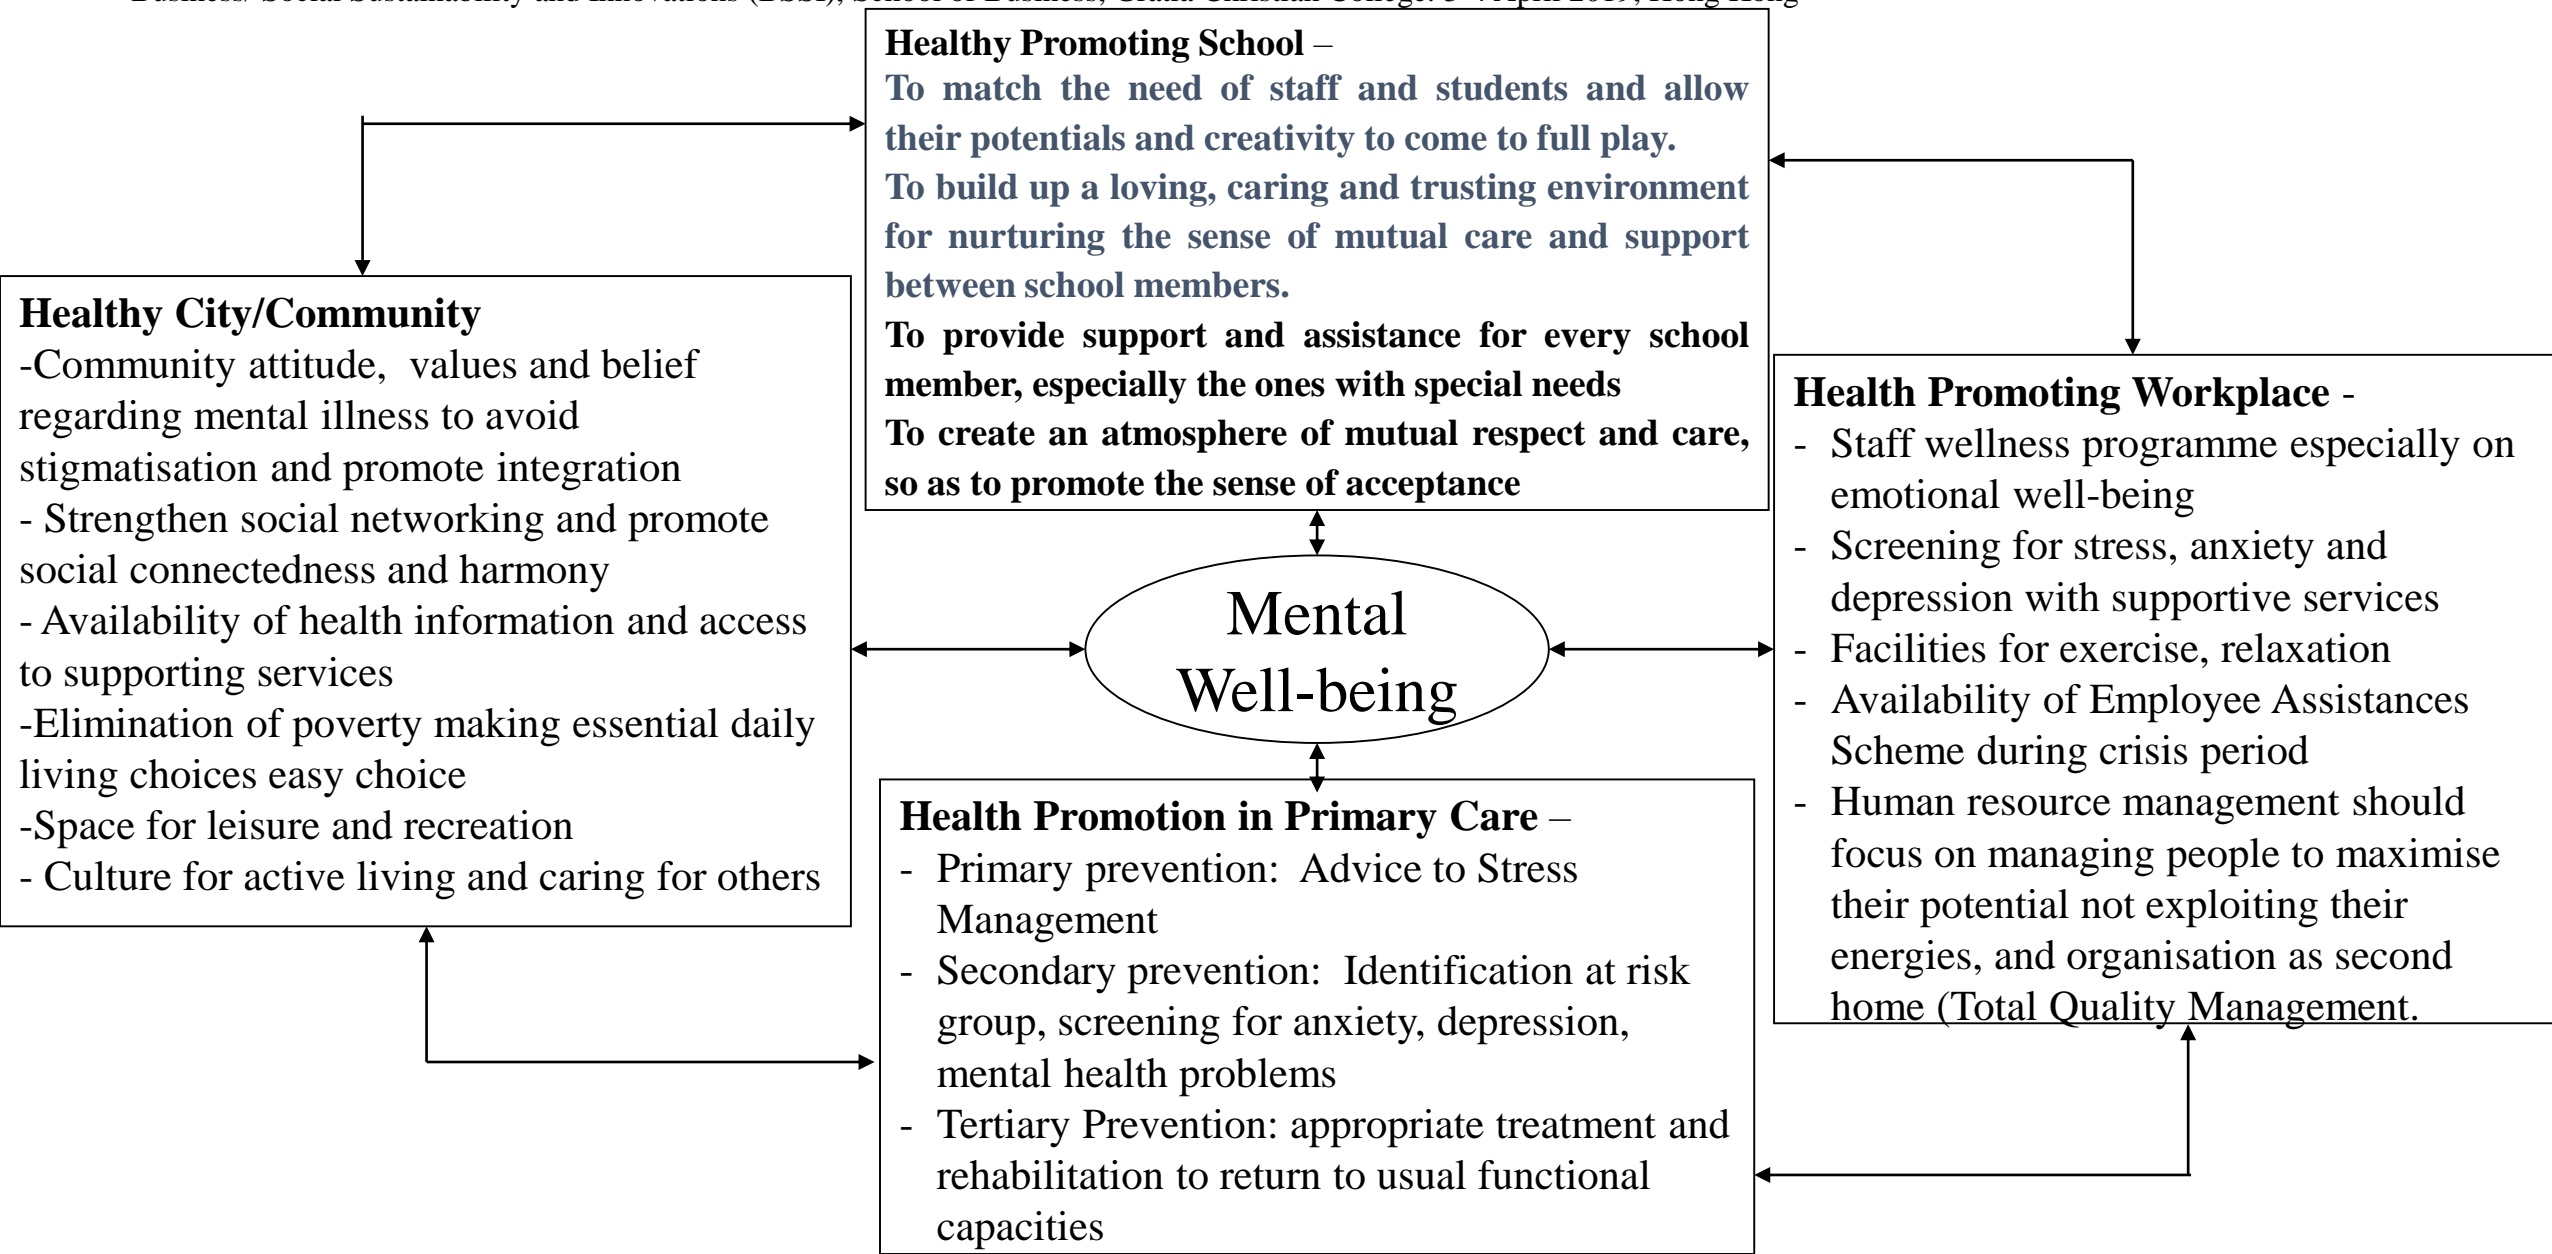 Healthy Promoting School –
To match the need of staff and students and allow
their potentials and creativity to come to full play.
To build up a loving, caring and trusting environment
for nurturing the sense of mutual care and support
between school members.
To provide support and assistance for every school
member, especially the ones with special needs
To create an atmosphere of mutual respect and care,
so as to promote the sense of acceptance
Healthy City/Community
-Community attitude, values and belief
regarding mental illness to avoid
stigmatisation and promote integration
- Strengthen social networking and promote
social connectedness and harmony
- Availability of health information and access
to supporting services
-Elimination of poverty making essential daily
living choices easy choice
-Space for leisure and recreation
- Culture for active living and caring for others
Mental
Well-being
Health Promoting Workplace -
- Staff wellness programme especially on
emotional well-being
- Screening for stress, anxiety and
depression with supportive services
- Facilities for exercise, relaxation
- Availability of Employee Assistances
Scheme during crisis period
- Human resource management should
focus on managing people to maximise
their potential not exploiting their
energies, and organisation as second
home (Total Quality Management.
Health Promotion in Primary Care –
- Primary prevention: Advice to Stress
Management
- Secondary prevention: Identification at risk
group, screening for anxiety, depression,
mental health problems
- Tertiary Prevention: appropriate treatment and
rehabilitation to return to usual functional
capacities